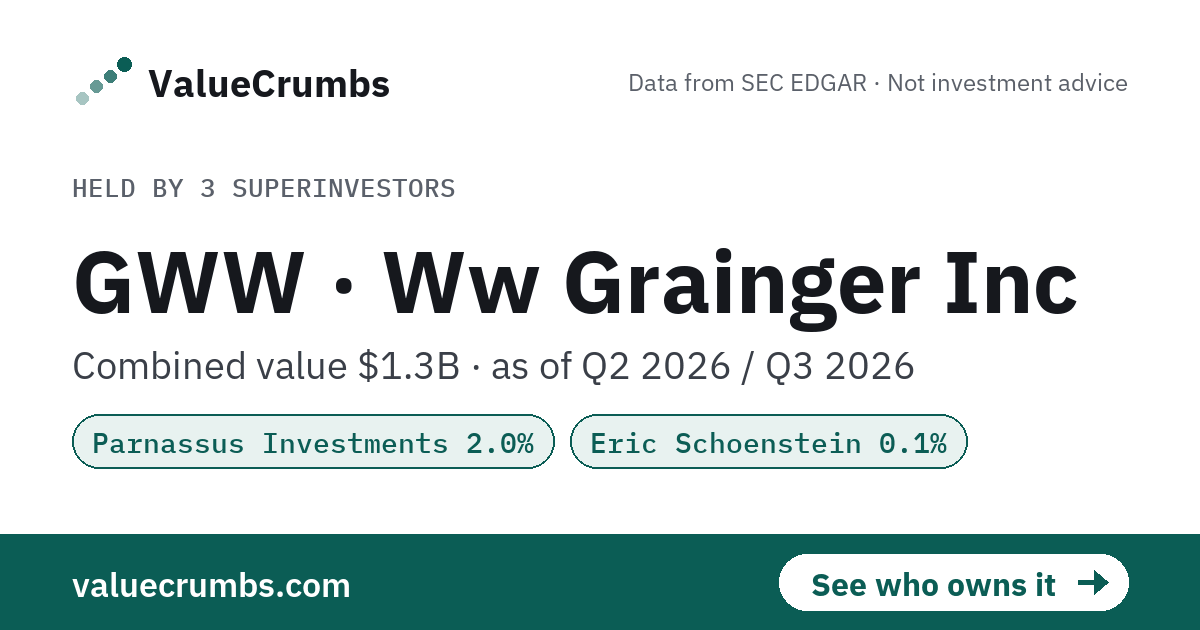 ValueCrumbs
Data from SEC EDGAR · Not investment advice
HELD BY 3 SUPERINVESTORS
GWW · Ww Grainger Inc
Combined value $1.3B · as of Q2 2026 / Q3 2026
Parnassus Investments 2.0%
Eric Schoenstein 0.1%
valuecrumbs.com
See who owns it →